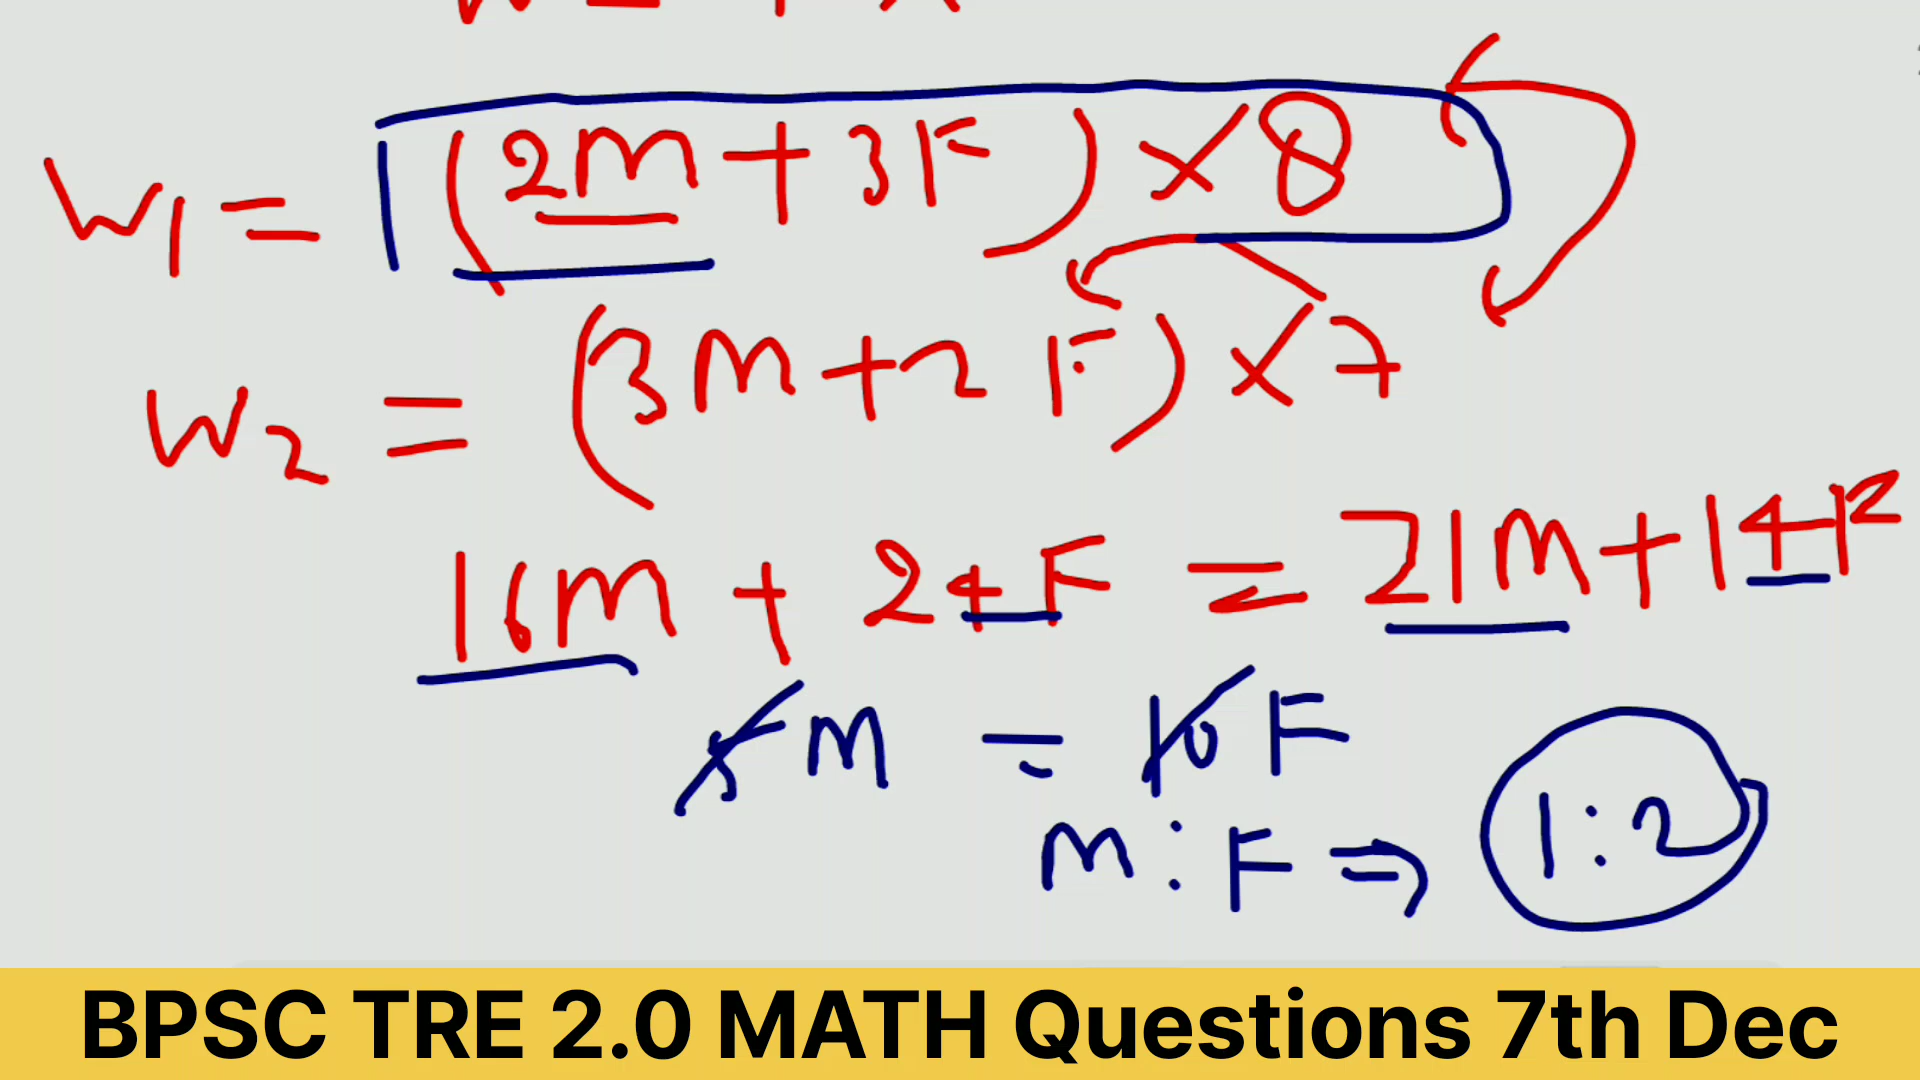 W₁ = (2M + 3F) × 8
W₂ = (3M + 2F) × 7
16M + 24F = 21M + 14F
5M = 10F
M : F ⇒ 1 : 2
BPSC TRE 2.0 MATH Questions 7th Dec